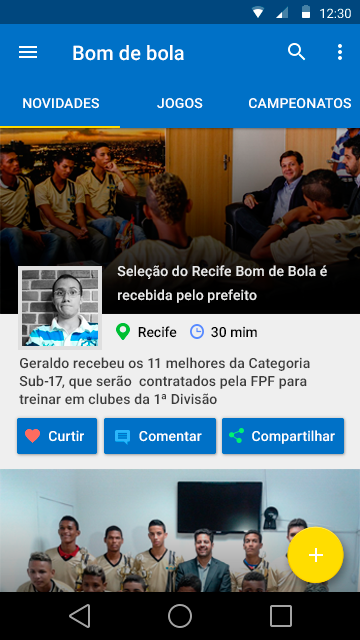 12:30
Bom de bola
NOVIDADES JOGOS CAMPEONATOS
Seleção do Recife Bom de Bola é
recebida pelo prefeito
Recife 30 mim
Geraldo recebeu os 11 melhores da Categoria
Sub-17, que serão contratados pela FPF para
treinar em clubes da 1ª Divisão
Curtir Comentar Compartilhar